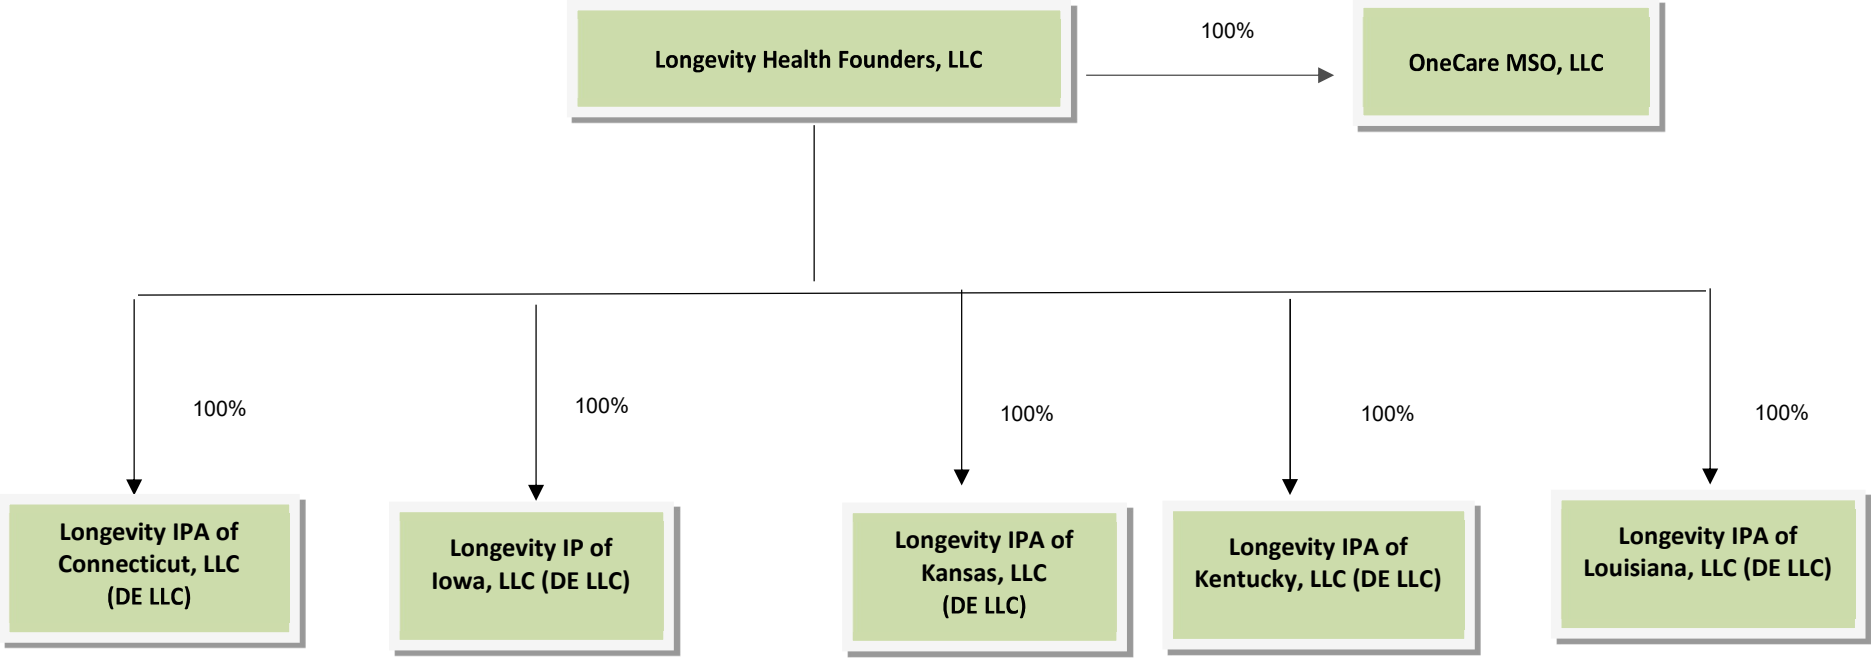 Longevity Health Founders, LLC
100%
OneCare MSO, LLC
100%
100%
100%
100%
100%
Longevity IPA of
Connecticut, LLC
(DE LLC)
Longevity IP of
Iowa, LLC (DE LLC)
Longevity IPA of
Kansas, LLC
(DE LLC)
Longevity IPA of
Kentucky, LLC (DE LLC)
Longevity IPA of
Louisiana, LLC (DE LLC)